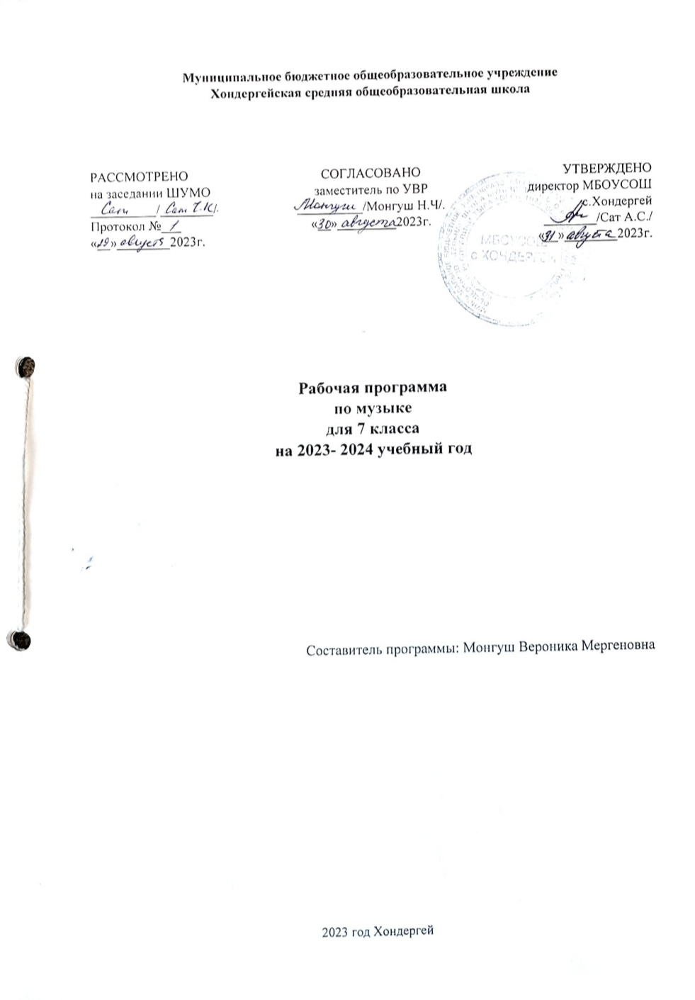 Муниципальное бюджетное общеобразовательное учреждение
Хондергейская средняя общеобразовательная школа
РАССМОТРЕНО
на заседании ШУМО
Сат / Сат Ч.К/.
Протокол № 1
«29» август 2023г.
СОГЛАСОВАНО
заместитель по УВР
Монгуш /Монгуш Н.Ч/.
«30» августа 2023г.
УТВЕРЖДЕНО
директор МБОУСОШ
с.Хондергей
/Сат А.С./
«31» августа 2023г.
МБОУСОШ
с ХОНДЕРГЕЙ
Рабочая программа
по музыке
для 7 класса
на 2023- 2024 учебный год
Составитель программы: Монгуш Вероника Мергеновна
2023 год Хондергей